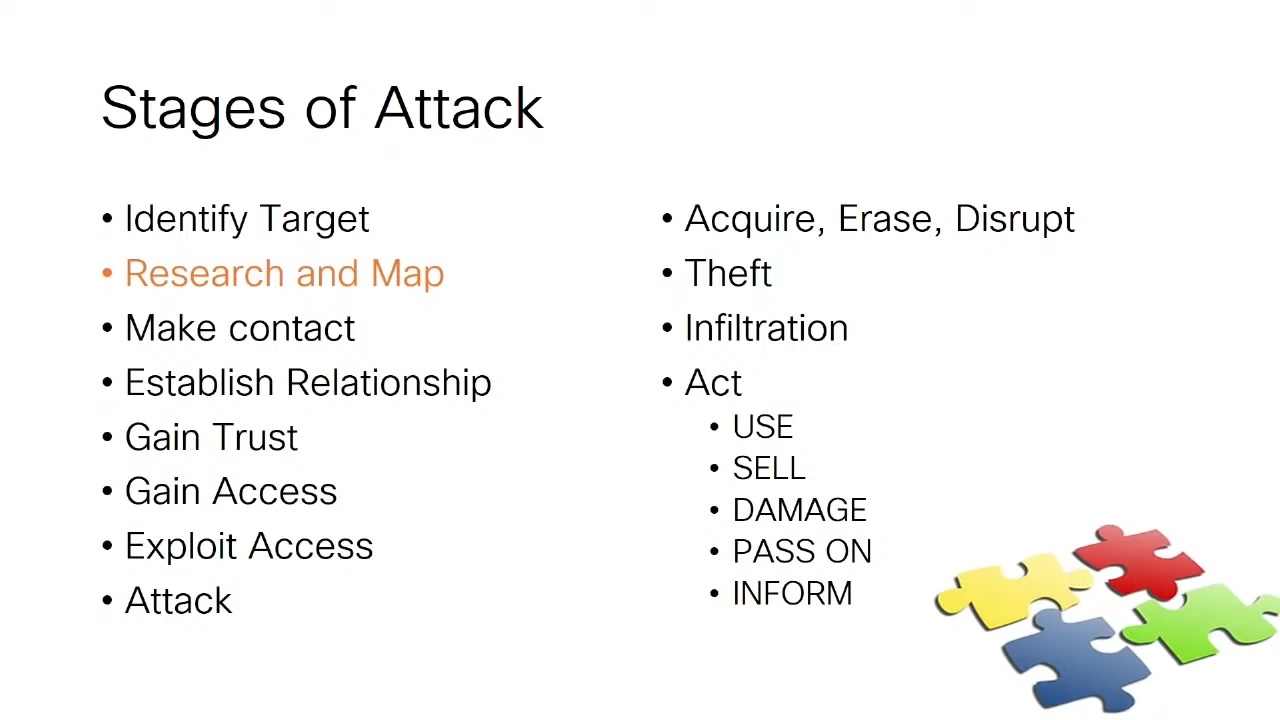 Stages of Attack
• Identify Target
• Research and Map
• Make contact
• Establish Relationship
• Gain Trust
• Gain Access
• Exploit Access
• Attack
• Acquire, Erase, Disrupt
• Theft
• Infiltration
• Act
• USE
• SELL
• DAMAGE
• PASS ON
• INFORM